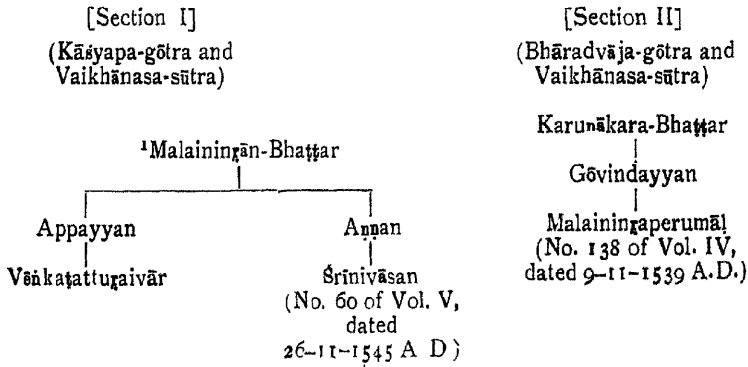 [Section I]
(Kāśyapa-gōtra and
Vaikhānasa-sūtra)
¹Malaininṟān-Bhaṭṭar
Appayyan
Vēṅkaṭattuṟaivār
Aṇṇan
Śrīnivāsan
(No. 60 of Vol. V,
dated
26-11-1545 A D)
[Section II]
(Bhāradvāja-gōtra and
Vaikhānasa-sūtra)
Karuṇākara-Bhaṭṭar
Gōvindayyan
Malaininṟaperumāḷ
(No. 138 of Vol. IV,
dated 9-11-1539 A.D.)